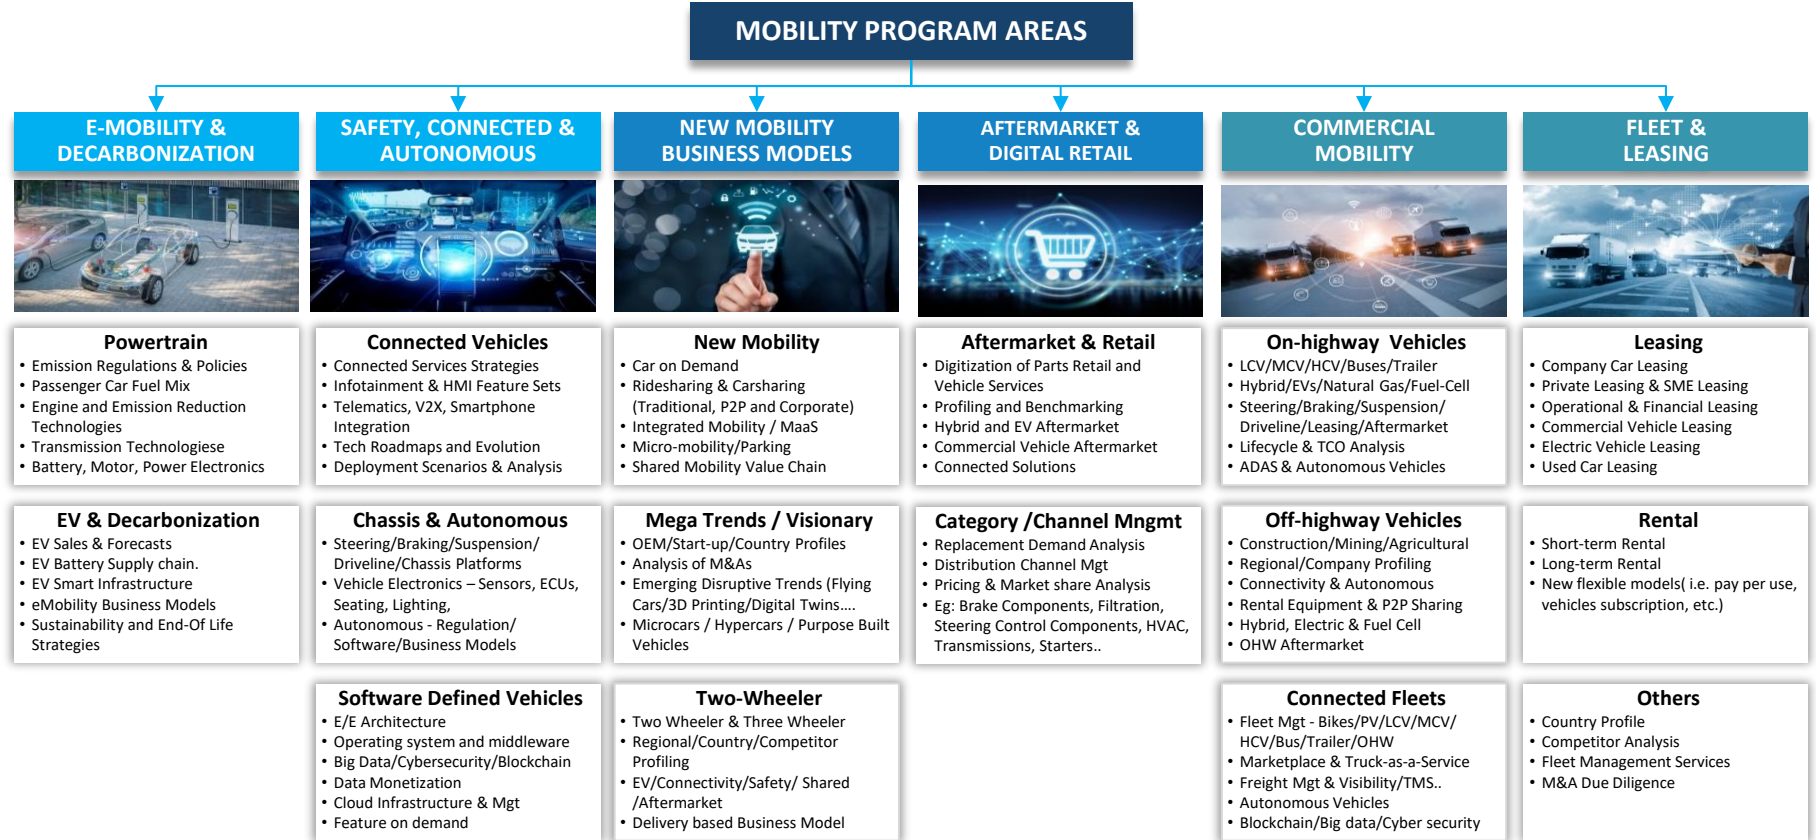 MOBILITY PROGRAM AREAS
E-MOBILITY &
DECARBONIZATION
SAFETY, CONNECTED &
AUTONOMOUS
NEW MOBILITY
BUSINESS MODELS
AFTERMARKET &
DIGITAL RETAIL
COMMERCIAL
MOBILITY
FLEET &
LEASING
Powertrain
• Emission Regulations & Policies
• Passenger Car Fuel Mix
• Engine and Emission Reduction
Technologies
• Transmission Technologiese
• Battery, Motor, Power Electronics
Connected Vehicles
• Connected Services Strategies
• Infotainment & HMI Feature Sets
• Telematics, V2X, Smartphone
Integration
• Tech Roadmaps and Evolution
• Deployment Scenarios & Analysis
New Mobility
• Car on Demand
• Ridesharing & Carsharing
(Traditional, P2P and Corporate)
• Integrated Mobility / MaaS
• Micro-mobility/Parking
• Shared Mobility Value Chain
Aftermarket & Retail
• Digitization of Parts Retail and
Vehicle Services
• Profiling and Benchmarking
• Hybrid and EV Aftermarket
• Commercial Vehicle Aftermarket
• Connected Solutions
On-highway Vehicles
• LCV/MCV/HCV/Buses/Trailer
• Hybrid/EVs/Natural Gas/Fuel-Cell
• Steering/Braking/Suspension/
Driveline/Leasing/Aftermarket
• Lifecycle & TCO Analysis
• ADAS & Autonomous Vehicles
Leasing
• Company Car Leasing
• Private Leasing & SME Leasing
• Operational & Financial Leasing
• Commercial Vehicle Leasing
• Electric Vehicle Leasing
• Used Car Leasing
EV & Decarbonization
• EV Sales & Forecasts
• EV Battery Supply chain.
• EV Smart Infrastructure
• eMobility Business Models
• Sustainability and End-Of Life
Strategies
Chassis & Autonomous
• Steering/Braking/Suspension/
Driveline/Chassis Platforms
• Vehicle Electronics – Sensors, ECUs,
Seating, Lighting,
• Autonomous - Regulation/
Software/Business Models
Mega Trends / Visionary
• OEM/Start-up/Country Profiles
• Analysis of M&As
• Emerging Disruptive Trends (Flying
Cars/3D Printing/Digital Twins....
• Microcars / Hypercars / Purpose Built
Vehicles
Category /Channel Mngmt
• Replacement Demand Analysis
• Distribution Channel Mgt
• Pricing & Market share Analysis
• Eg: Brake Components, Filtration,
Steering Control Components, HVAC,
Transmissions, Starters..
Off-highway Vehicles
• Construction/Mining/Agricultural
• Regional/Company Profiling
• Connectivity & Autonomous
• Rental Equipment & P2P Sharing
• Hybrid, Electric & Fuel Cell
• OHW Aftermarket
Rental
• Short-term Rental
• Long-term Rental
• New flexible models( i.e. pay per use,
vehicles subscription, etc.)
Software Defined Vehicles
• E/E Architecture
• Operating system and middleware
• Big Data/Cybersecurity/Blockchain
• Data Monetization
• Cloud Infrastructure & Mgt
• Feature on demand
Two-Wheeler
• Two Wheeler & Three Wheeler
• Regional/Country/Competitor
Profiling
• EV/Connectivity/Safety/ Shared
/Aftermarket
• Delivery based Business Model
Connected Fleets
• Fleet Mgt - Bikes/PV/LCV/MCV/
HCV/Bus/Trailer/OHW
• Marketplace & Truck-as-a-Service
• Freight Mgt & Visibility/TMS..
• Autonomous Vehicles
• Blockchain/Big data/Cyber security
Others
• Country Profile
• Competitor Analysis
• Fleet Management Services
• M&A Due Diligence